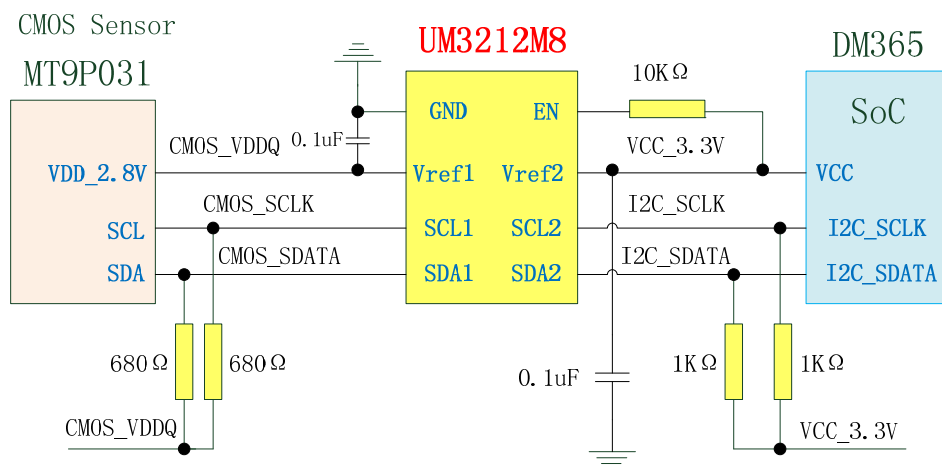 CMOS Sensor
MT9P031
UM3212M8
DM365
SoC
10KΩ
GND
EN
0.1uF
CMOS_VDDQ
VCC_3.3V
VDD_2.8V
Vref1
Vref2
VCC
CMOS_SCLK
I2C_SCLK
SCL
SCL1
SCL2
I2C_SCLK
CMOS_SDATA
I2C_SDATA
SDA
SDA1
SDA2
I2C_SDATA
680Ω
680Ω
0.1uF
1KΩ
1KΩ
CMOS_VDDQ
VCC_3.3V